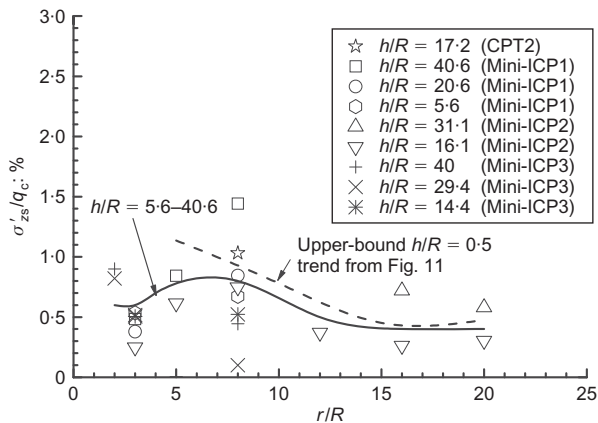 3·0
2·5
2·0
1·5
1·0
0·5
0
σ′zs/qc: %
h/R = 17·2 (CPT2)
h/R = 40·6 (Mini-ICP1)
h/R = 20·6 (Mini-ICP1)
h/R = 5·6 (Mini-ICP1)
h/R = 31·1 (Mini-ICP2)
h/R = 16·1 (Mini-ICP2)
h/R = 40 (Mini-ICP3)
h/R = 29·4 (Mini-ICP3)
h/R = 14·4 (Mini-ICP3)
h/R = 5·6–40·6
Upper-bound h/R = 0·5
trend from Fig. 11
0 5 10 15 20 25
r/R